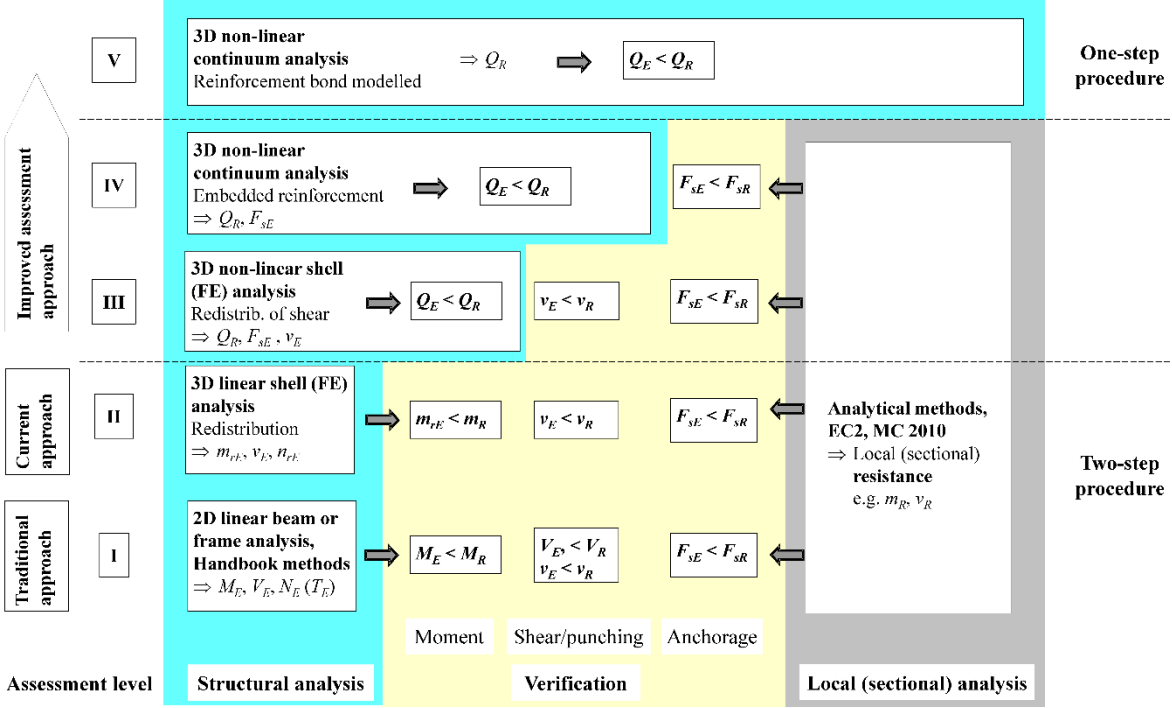 3D non-linear
continuum analysis
Reinforcement bond modelled
⇒ Q_R
Q_E < Q_R
V
One-step
procedure
Improved assessment
approach
IV
3D non-linear
continuum analysis
Embedded reinforcement
⇒ Q_R, F_sE
Q_E < Q_R
F_sE < F_sR
III
3D non-linear shell
(FE) analysis
Redistrib. of shear
⇒ Q_R, F_sE , v_E
Q_E < Q_R
v_E < v_R
F_sE < F_sR
Current
approach
II
3D linear shell (FE)
analysis
Redistribution
⇒ m_rE, v_E, n_rE
m_rE < m_R
v_E < v_R
F_sE < F_sR
Analytical methods,
EC2, MC 2010
⇒ Local (sectional)
resistance
e.g. m_R, v_R
Two-step
procedure
Traditional
approach
I
2D linear beam or
frame analysis,
Handbook methods
⇒ M_E, V_E, N_E (T_E)
M_E < M_R
V_E, < V_R
v_E < v_R
F_sE < F_sR
Moment
Shear/punching
Anchorage
Assessment level
Structural analysis
Verification
Local (sectional) analysis